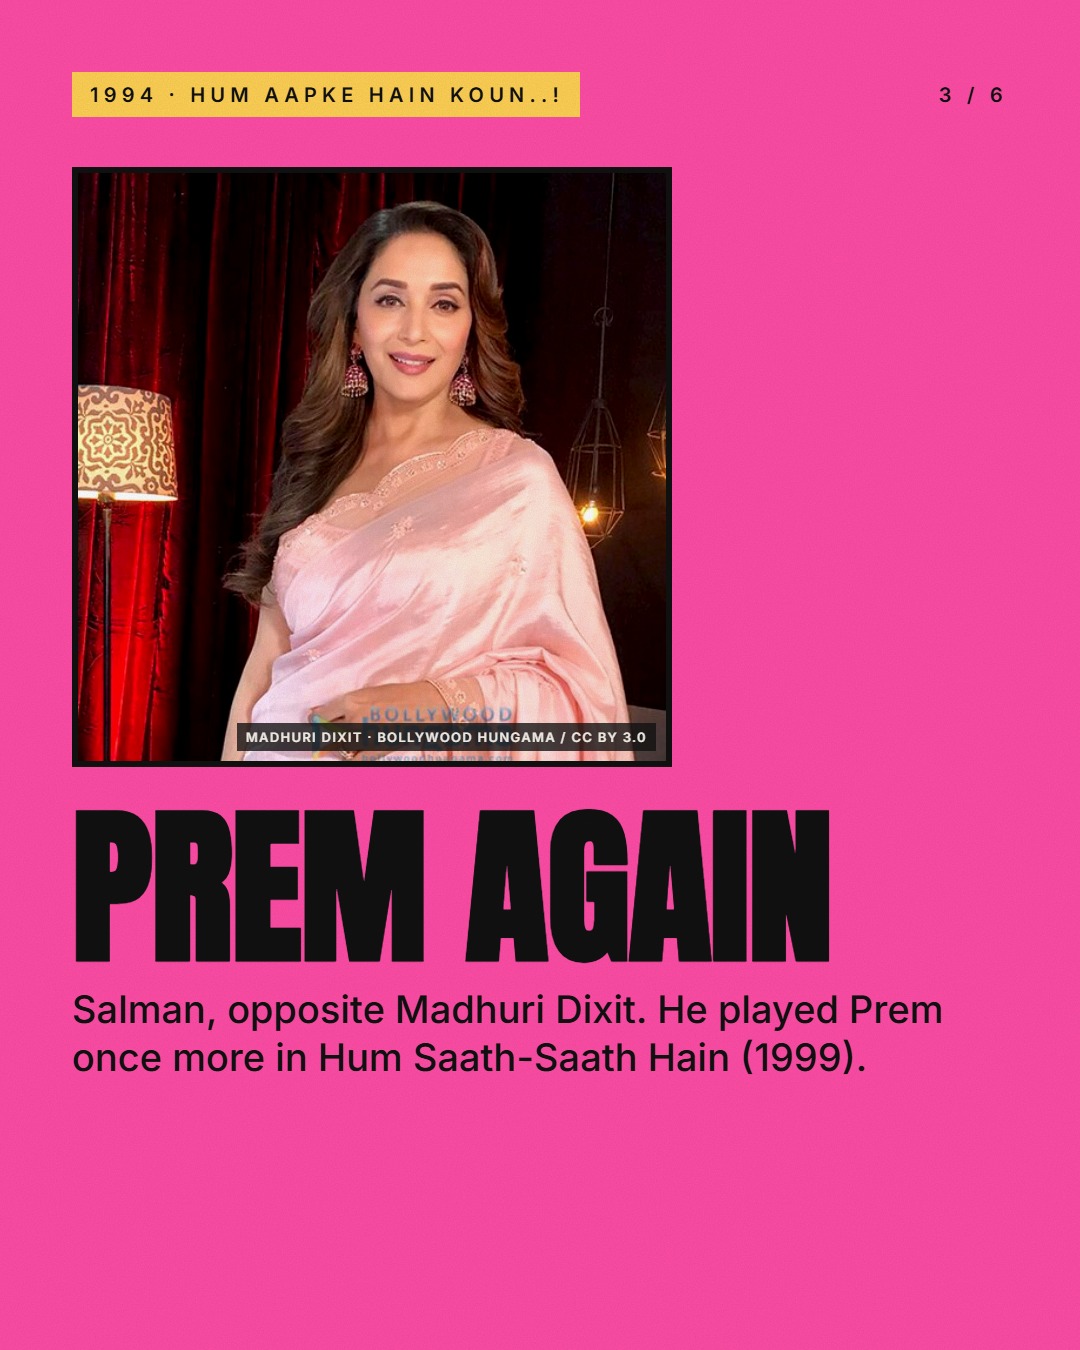 1994 · HUM AAPKE HAIN KOUN..!
3 / 6
BOLLYWOOD
MADHURI DIXIT · BOLLYWOOD HUNGAMA / CC BY 3.0
PREM AGAIN
Salman, opposite Madhuri Dixit. He played Prem
once more in Hum Saath-Saath Hain (1999).